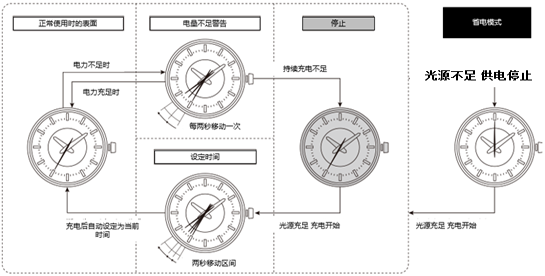 正常使用时的表面
电量不足警告
停止
省电模式
电力不足时
电力充足时
持续充电不足
光源不足 供电停止
每两秒移动一次
设定时间
充电后自动设定为当前
时间
光源充足 充电开始
光源充足 充电开始
两秒移动区间